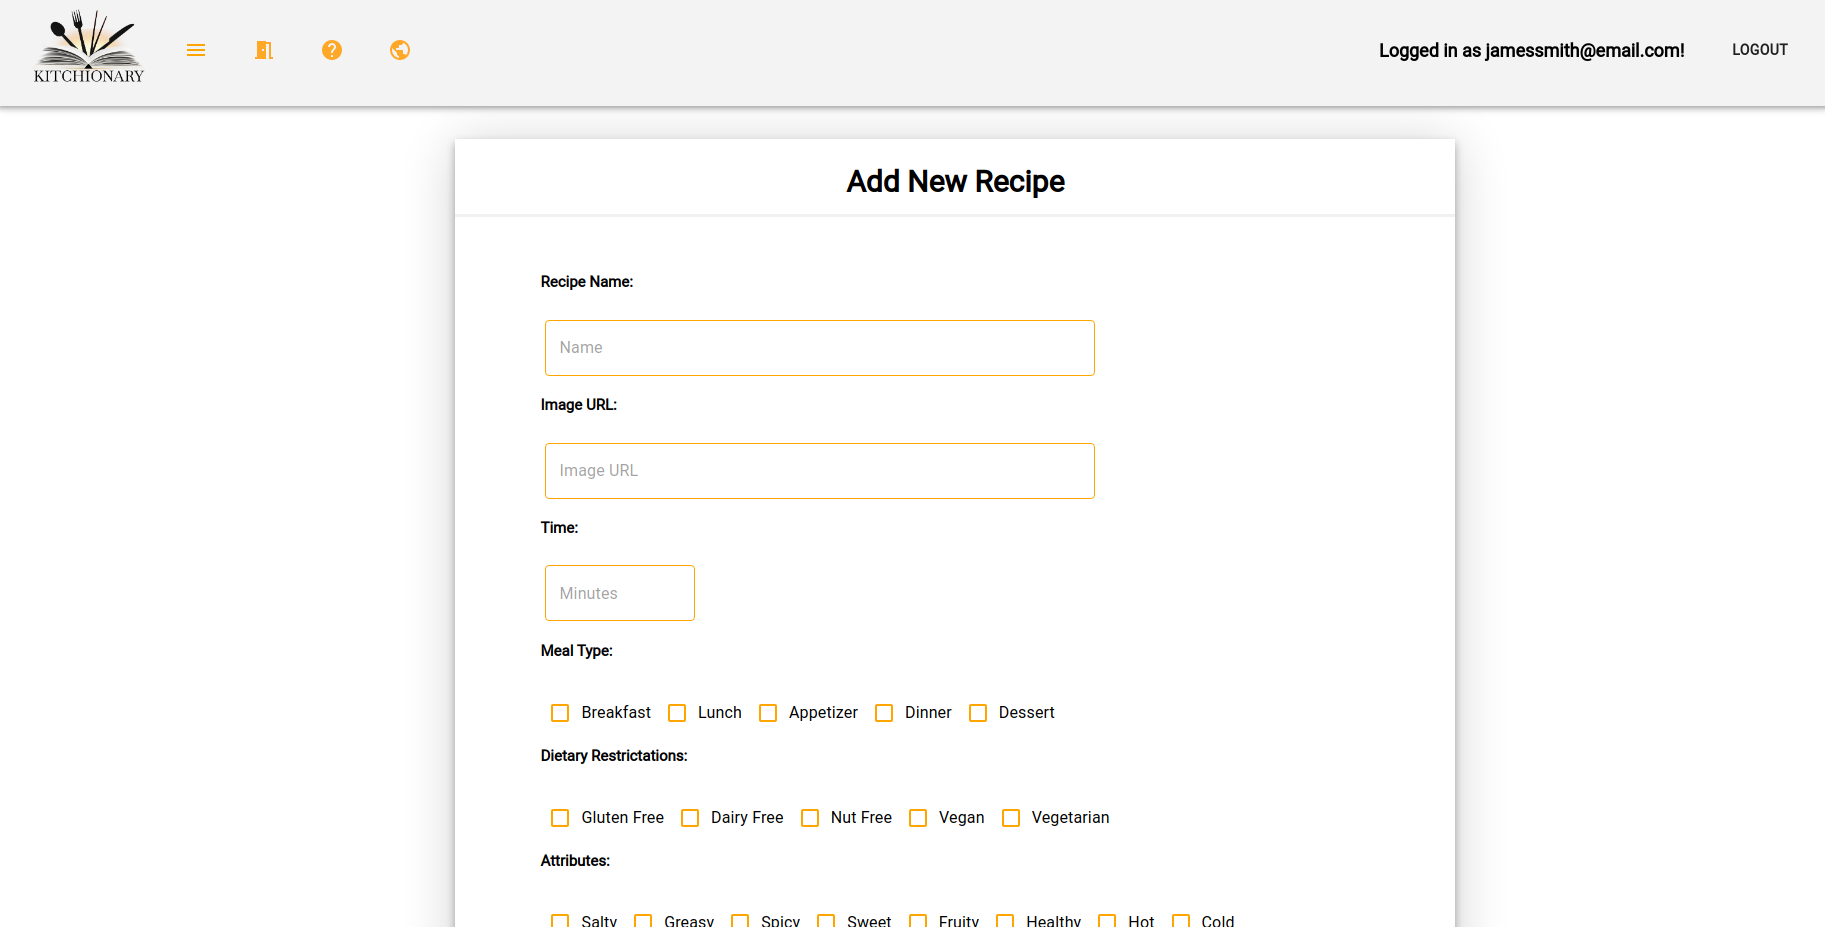 KITCHIONARY
Logged in as jamessmith@email.com! LOGOUT
Add New Recipe
Recipe Name:
Name
Image URL:
Image URL
Time:
Minutes
Meal Type:
Breakfast Lunch Appetizer Dinner Dessert
Dietary Restrictations:
Gluten Free Dairy Free Nut Free Vegan Vegetarian
Attributes:
Salty Greasy Spicy Sweet Fruity Healthy Hot Cold